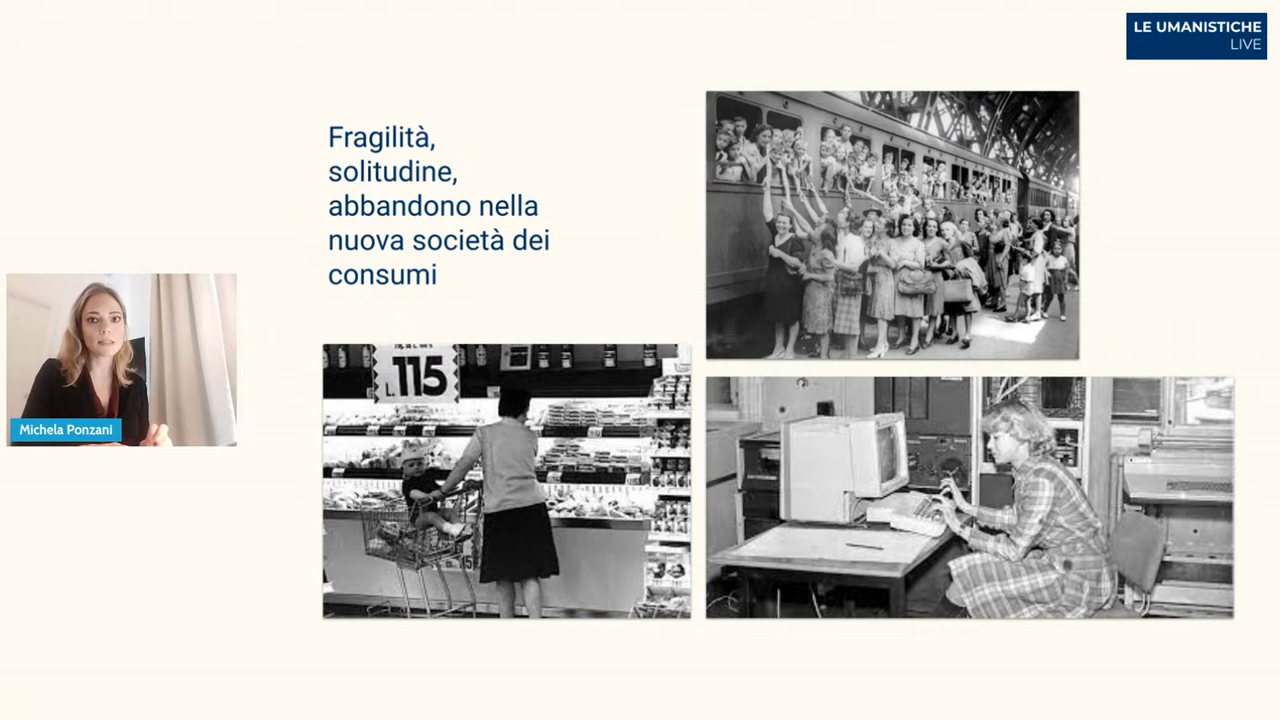 LE UMANISTICHE
LIVE
Fragilità,
solitudine,
abbandono nella
nuova società dei
consumi
L. 115
Michela Ponzani